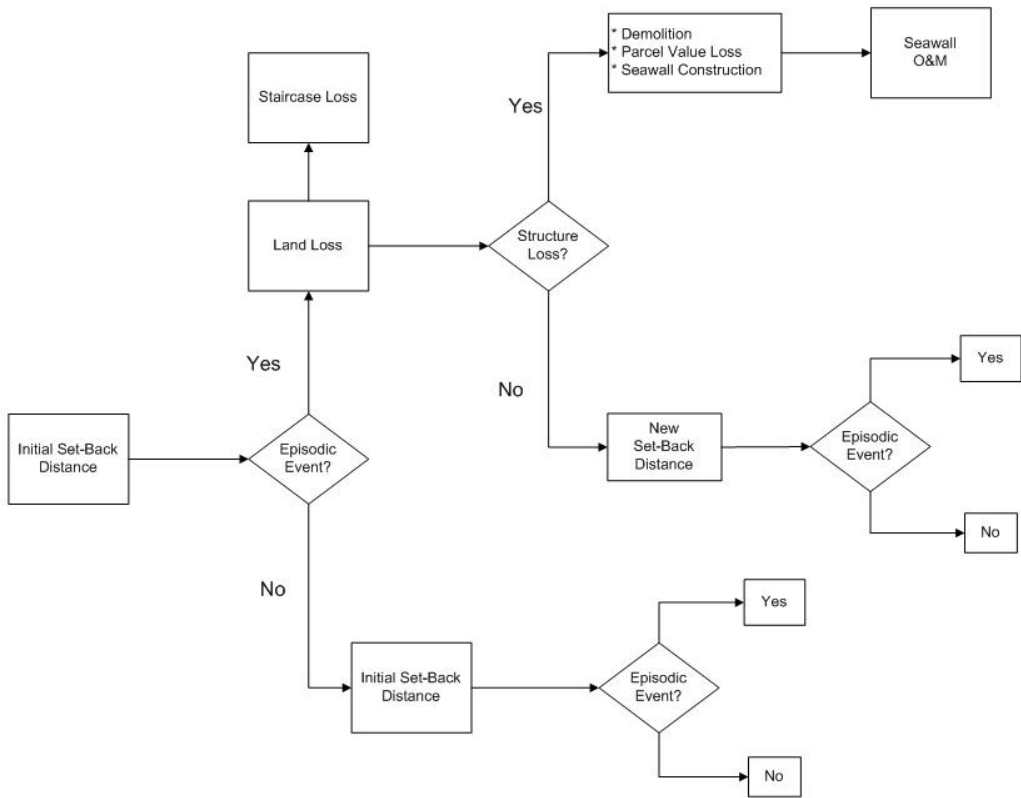 * Demolition
* Parcel Value Loss
* Seawall Construction
Seawall
O&M
Staircase Loss
Yes
Land Loss
Structure
Loss?
Yes
No
Yes
Initial Set-Back
Distance
Episodic
Event?
New
Set-Back
Distance
Episodic
Event?
No
No
Yes
Initial Set-Back
Distance
Episodic
Event?
No